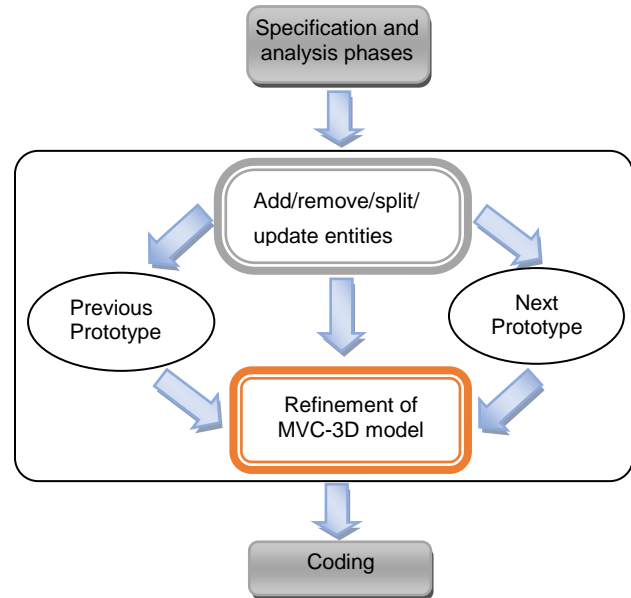 Specification and
analysis phases
Add/remove/split/
update entities
Previous
Prototype
Next
Prototype
Refinement of
MVC-3D model
Coding